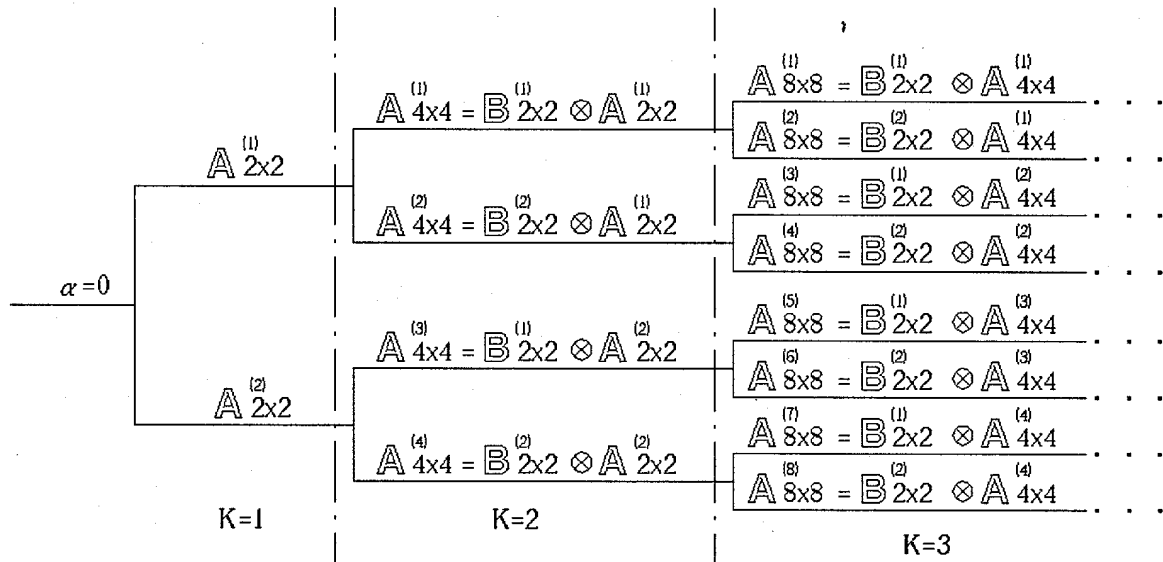 α=0
A^(1) 2x2
A^(2) 2x2
K=1
A^(1) 4x4 = B^(1) 2x2 ⊗ A^(1) 2x2
A^(2) 4x4 = B^(2) 2x2 ⊗ A^(1) 2x2
A^(3) 4x4 = B^(1) 2x2 ⊗ A^(2) 2x2
A^(4) 4x4 = B^(2) 2x2 ⊗ A^(2) 2x2
K=2
A^(1) 8x8 = B^(1) 2x2 ⊗ A^(1) 4x4 . . .
A^(2) 8x8 = B^(2) 2x2 ⊗ A^(1) 4x4 . . .
A^(3) 8x8 = B^(1) 2x2 ⊗ A^(2) 4x4 . . .
A^(4) 8x8 = B^(2) 2x2 ⊗ A^(2) 4x4 . . .
A^(5) 8x8 = B^(1) 2x2 ⊗ A^(3) 4x4 . . .
A^(6) 8x8 = B^(2) 2x2 ⊗ A^(3) 4x4 . . .
A^(7) 8x8 = B^(1) 2x2 ⊗ A^(4) 4x4 . . .
A^(8) 8x8 = B^(2) 2x2 ⊗ A^(4) 4x4 . . .
K=3